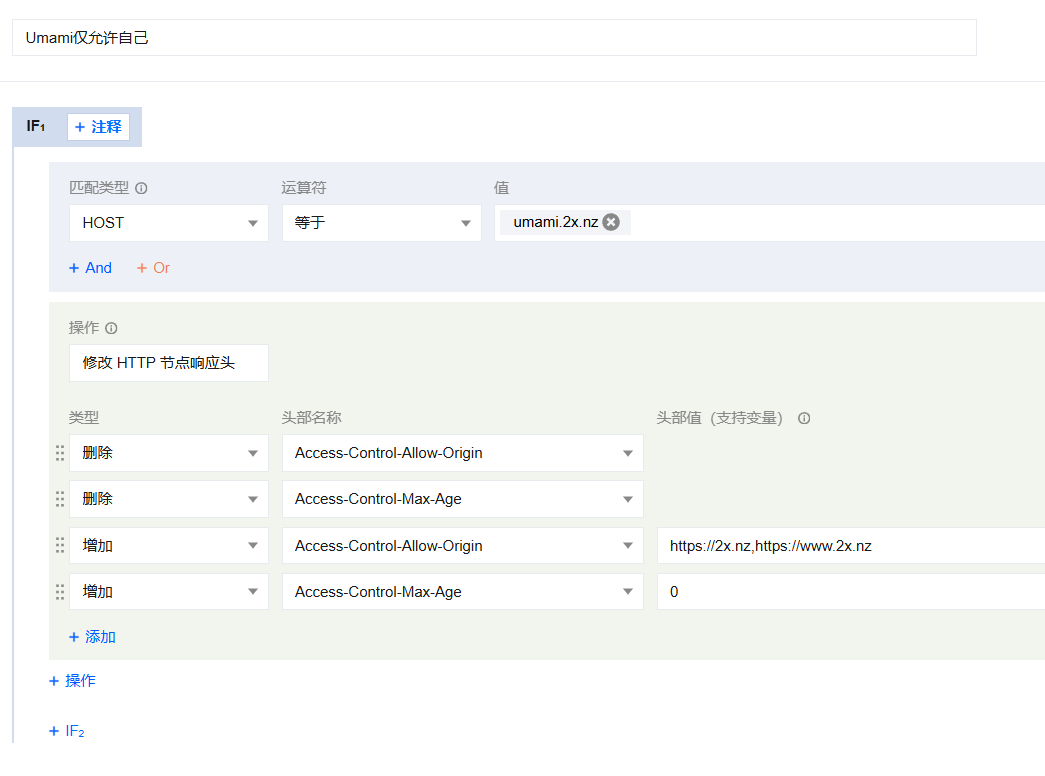 Umami仅允许自己
IF1 + 注释
匹配类型 运算符 值
HOST 等于 umami.2x.nz
+ And + Or
操作
修改 HTTP 节点响应头
类型 头部名称 头部值（支持变量）
删除 Access-Control-Allow-Origin
删除 Access-Control-Max-Age
增加 Access-Control-Allow-Origin https://2x.nz,https://www.2x.nz
增加 Access-Control-Max-Age 0
+ 添加
+ 操作
+ IF2